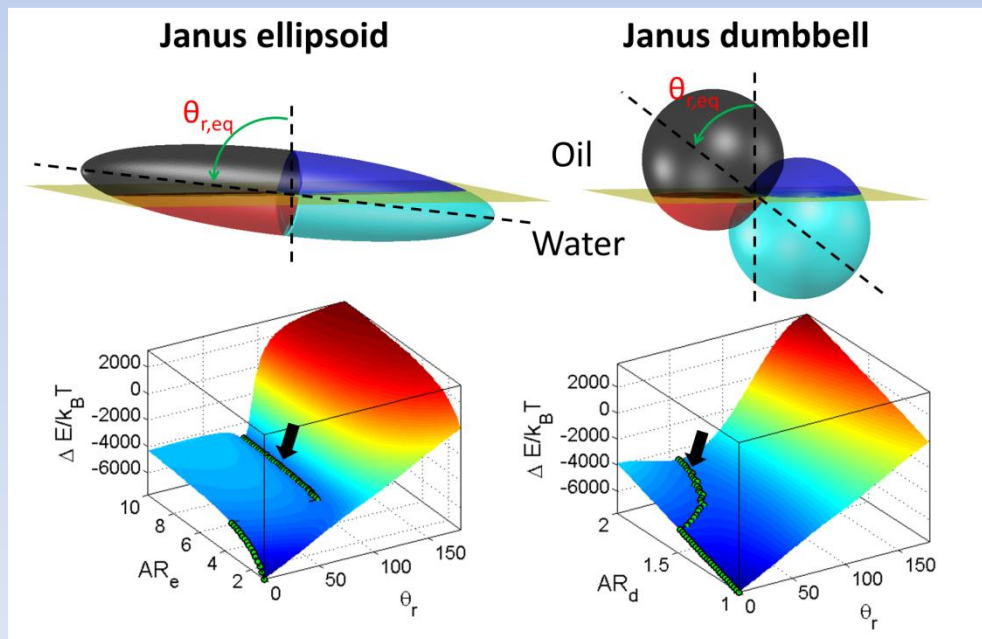 Janus ellipsoid
Janus dumbbell
θr,eq
θr,eq
Oil
Water
Δ E/kBT
2000
0
-2000
-4000
-6000
10
8
6
4
2
ARe
0
50
100
150
θr
Δ E/kBT
2000
0
-2000
-4000
-6000
2
1.5
1
ARd
0
50
100
150
θr